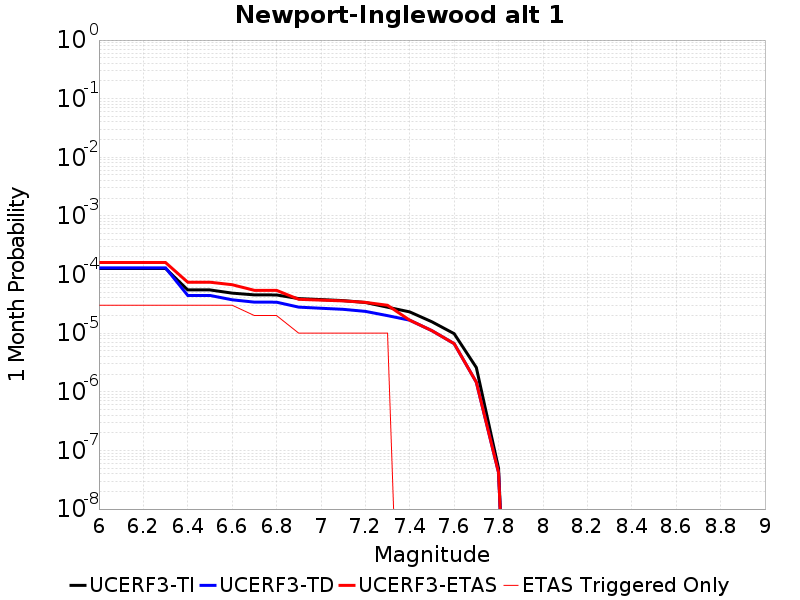 Newport-Inglewood alt 1
1 Month Probability
10^0
10^-1
10^-2
10^-3
10^-4
10^-5
10^-6
10^-7
10^-8
6 6.2 6.4 6.6 6.8 7 7.2 7.4 7.6 7.8 8 8.2 8.4 8.6 8.8 9
Magnitude
UCERF3-TI UCERF3-TD UCERF3-ETAS ETAS Triggered Only